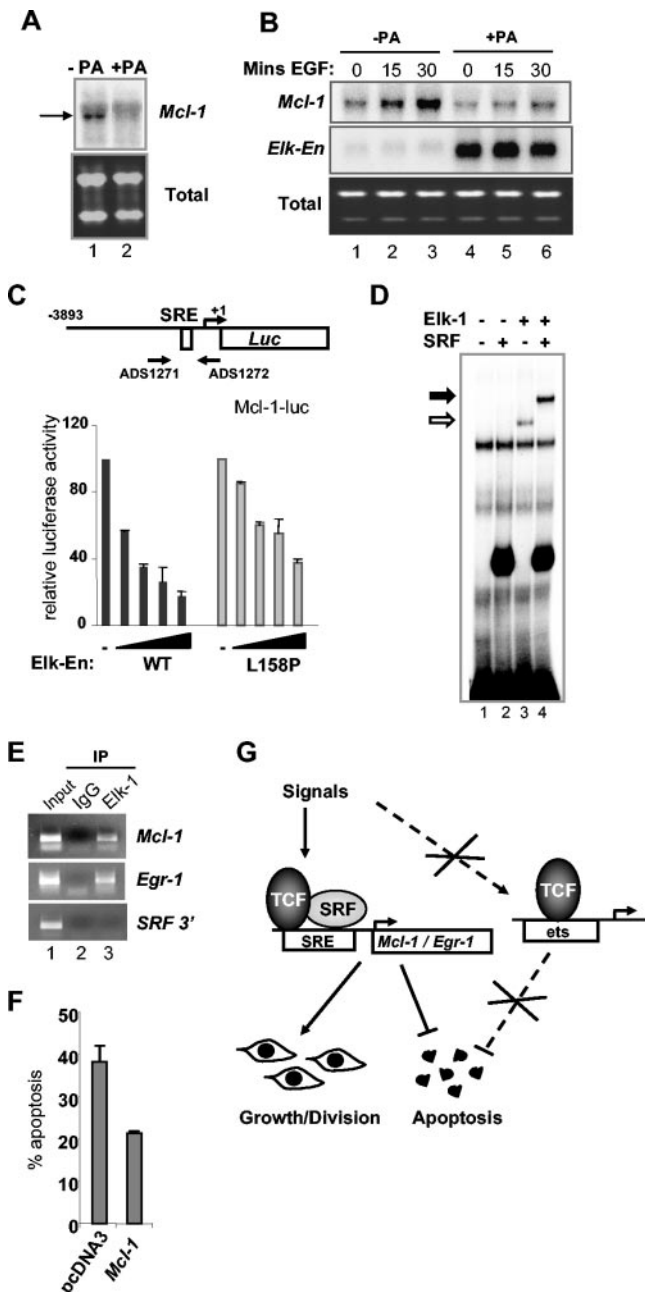 A
- PA +PA
Mcl-1
Total
1 2
B
-PA +PA
Mins EGF: 0 15 30 0 15 30
Mcl-1
Elk-En
Total
1 2 3 4 5 6
C
-3893 SRE +1
Luc
ADS1271 ADS1272
Mcl-1-luc
relative luciferase activity
120
80
40
0
- -
Elk-En: WT L158P
D
Elk-1 - - + +
SRF - + - +
1 2 3 4
E
IP
Input IgG Elk-1
Mcl-1
Egr-1
SRF 3'
1 2 3
F
% apoptosis
50
40
30
20
10
0
pcDNA3 Mcl-1
G
Signals
TCF SRF TCF
SRE Mcl-1 / Egr-1 ets
Growth/Division Apoptosis